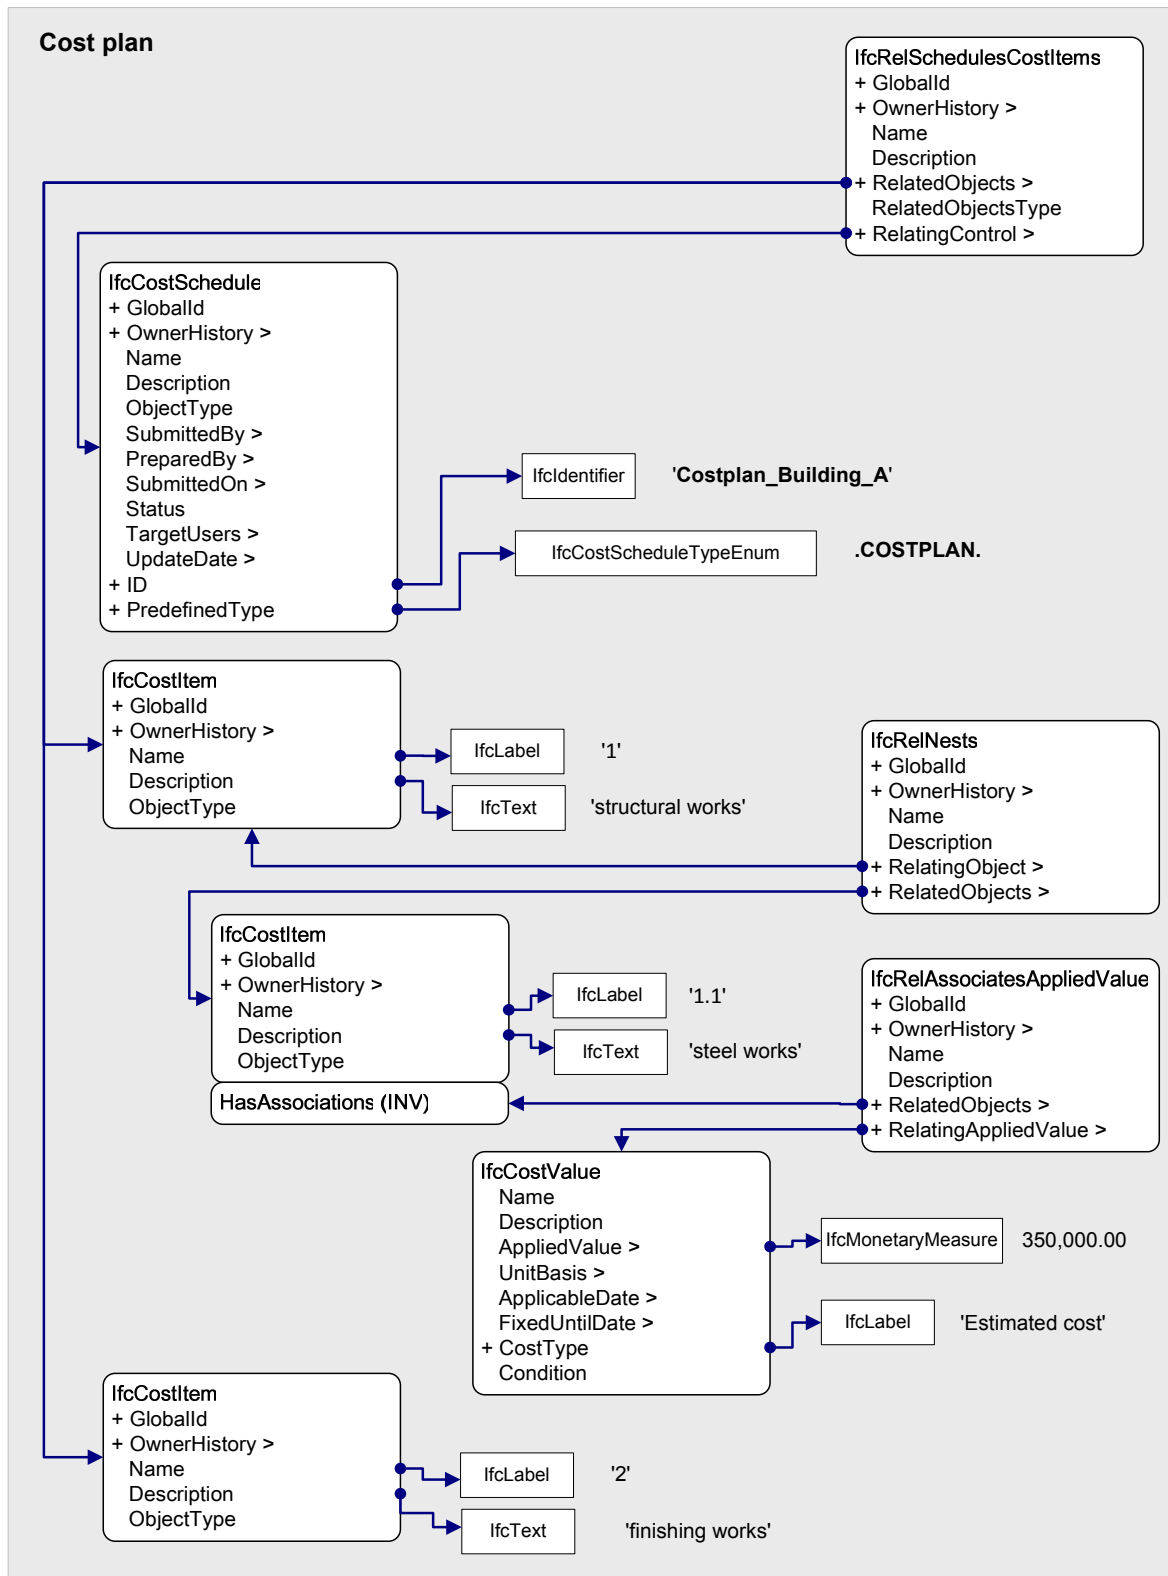 Cost plan
IfcRelSchedulesCostItems
+ GlobalId
+ OwnerHistory >
Name
Description
+ RelatedObjects >
RelatedObjectsType
+ RelatingControl >
IfcCostSchedule
+ GlobalId
+ OwnerHistory >
Name
Description
ObjectType
SubmittedBy >
PreparedBy >
SubmittedOn >
Status
TargetUsers >
UpdateDate >
+ ID
+ PredefinedType
IfcIdentifier
'Costplan_Building_A'
IfcCostScheduleTypeEnum
.COSTPLAN.
IfcCostItem
+ GlobalId
+ OwnerHistory >
Name
Description
ObjectType
IfcLabel
'1'
IfcText
'structural works'
IfcRelNests
+ GlobalId
+ OwnerHistory >
Name
Description
+ RelatingObject >
+ RelatedObjects >
IfcCostItem
+ GlobalId
+ OwnerHistory >
Name
Description
ObjectType
HasAssociations (INV)
IfcLabel
'1.1'
IfcText
'steel works'
IfcRelAssociatesAppliedValue
+ GlobalId
+ OwnerHistory >
Name
Description
+ RelatedObjects >
+ RelatingAppliedValue >
IfcCostValue
Name
Description
AppliedValue >
UnitBasis >
ApplicableDate >
FixedUntilDate >
+ CostType
Condition
IfcMonetaryMeasure
350,000.00
IfcLabel
'Estimated cost'
IfcCostItem
+ GlobalId
+ OwnerHistory >
Name
Description
ObjectType
IfcLabel
'2'
IfcText
'finishing works'